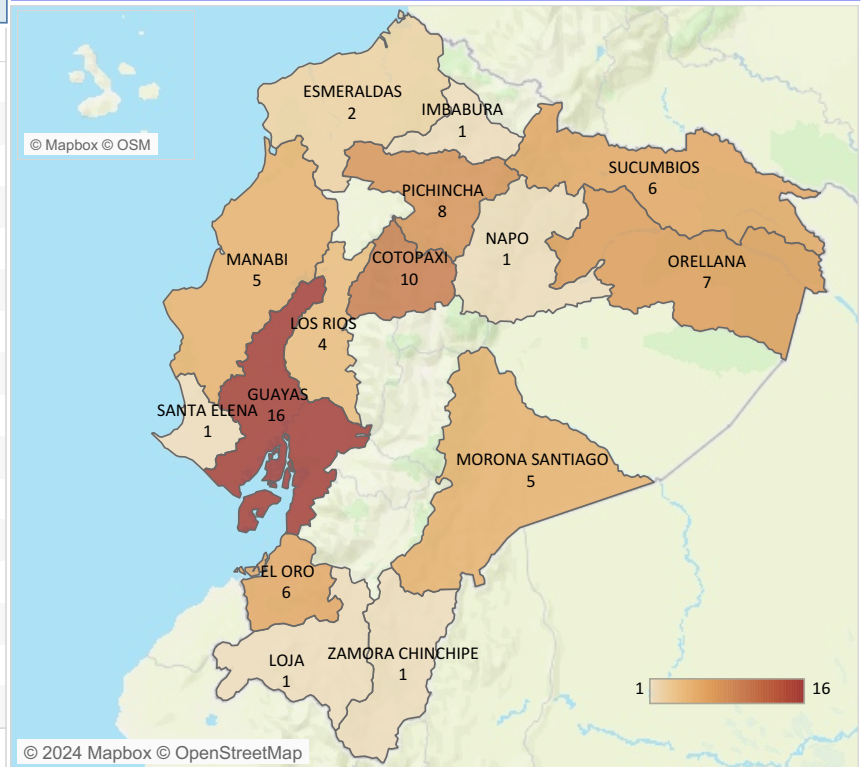 © Mapbox © OSM
ESMERALDAS
2
IMBABURA
1
SUCUMBIOS
6
PICHINCHA
8
NAPO
1
COTOPAXI
10
MANABI
5
ORELLANA
7
LOS RIOS
4
GUAYAS
16
SANTA ELENA
1
MORONA SANTIAGO
5
EL ORO
6
ZAMORA CHINCHIPE
1
LOJA
1
1 16
© 2024 Mapbox © OpenStreetMap